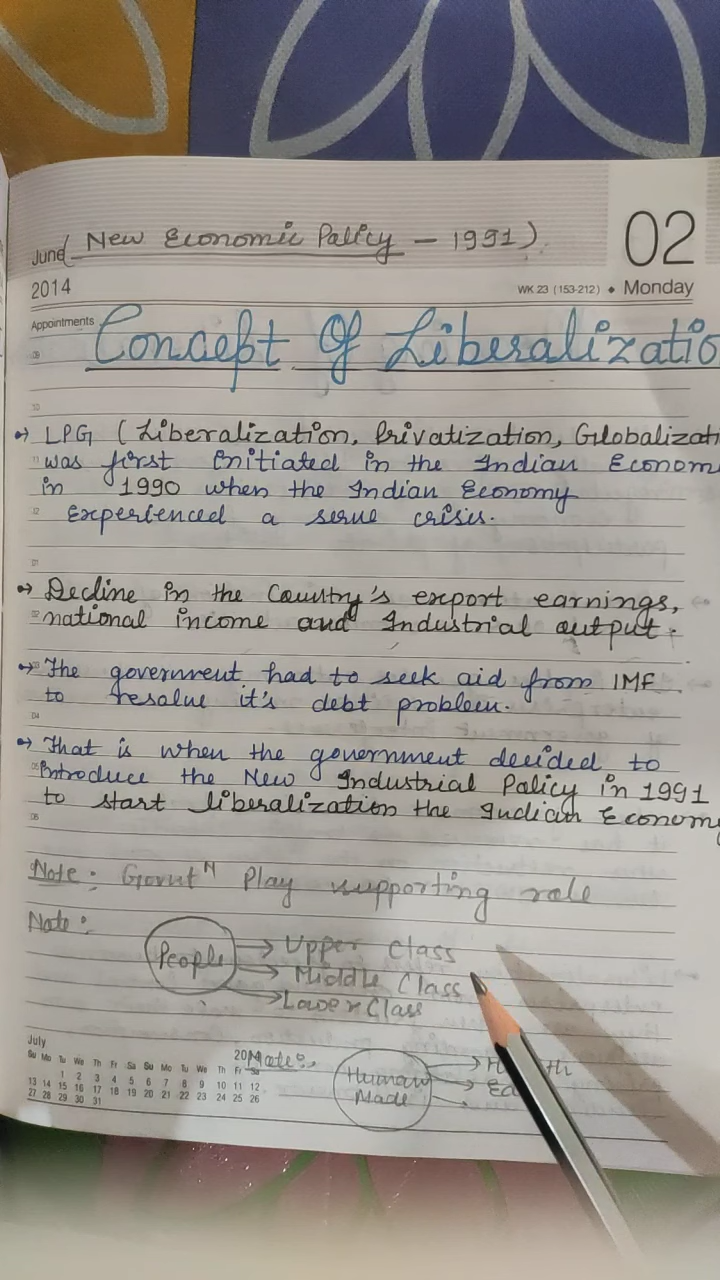 ( New Economic Policy - 1991)
June
02
2014
WK 23 (153-212) • Monday
Appointments
Concept Of Liberalizatio
→ LPG (Liberalization, Privatization, Globalizati
was first Initiated in the Indian Econom
in 1990 when the Indian Economy
Experienced a serue crisis.
→ Decline in the Country's export earnings,
national income and Industrial output.
→ The government had to seek aid from IMF
to resolue it's debt problem.
→ That is when the government decided to
Introduce the New Industrial Policy in 1991
to start liberalization the Indian Econom
Note: Govnt Play supporting role
Note:
People → Upper Class
→ Middle Class
→ Lower Class
July
Su Mo Tu We Th Fr Sa Su Mo Tu We Th Fr Sa
1 2 3 4 5 6 7 8 9 10 11 12
13 14 15 16 17 18 19 20 21 22 23 24 25 26
27 28 29 30 31
Note:
Human Made